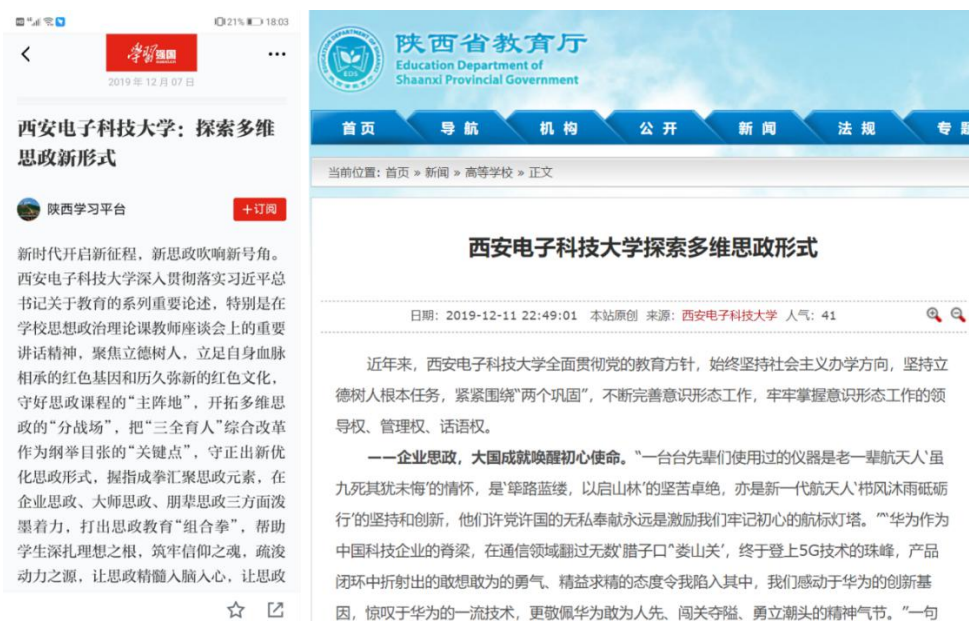 21% 18:03
学习强国
2019年12月07日
西安电子科技大学：探索多维
思政新形式
陕西学习平台
+订阅
新时代开启新征程，新思政吹响新号角。
西安电子科技大学深入贯彻落实习近平总
书记关于教育的系列重要论述，特别是在
学校思想政治理论课教师座谈会上的重要
讲话精神，聚焦立德树人，立足自身血脉
相承的红色基因和历久弥新的红色文化，
守好思政课程的“主阵地”，开拓多维思
政的“分战场”，把“三全育人”综合改革
作为纲举目张的“关键点”，守正出新优
化思政形式，握指成拳汇聚思政元素，在
企业思政、大师思政、朋辈思政三方面泼
墨着力，打出思政教育“组合拳”，帮助
学生深扎理想之根，筑牢信仰之魂，疏浚
动力之源，让思政精髓入脑入心，让思政
陕西省教育厅
Education Department of
Shaanxi Provincial Government
EDUCATION DEPARTMENT
EDS
首页 导航 机构 公开 新闻 法规 专题
当前位置: 首页 » 新闻 » 高等学校 » 正文
西安电子科技大学探索多维思政形式
日期: 2019-12-11 22:49:01 本站原创 来源: 西安电子科技大学 人气: 41
近年来，西安电子科技大学全面贯彻党的教育方针，始终坚持社会主义办学方向，坚持立
德树人根本任务，紧紧围绕“两个巩固”，不断完善意识形态工作，牢牢掌握意识形态工作的领
导权、管理权、话语权。
——企业思政，大国成就唤醒初心使命。“一台台先辈们使用过的仪器是老一辈航天人‘虽
九死其犹未悔’的情怀，是‘筚路蓝缕，以启山林’的坚苦卓绝，亦是新一代航天人‘栉风沐雨砥砺
行’的坚持和创新，他们许党许国的无私奉献永远是激励我们牢记初心的航标灯塔。”“华为作为
中国科技企业的脊梁，在通信领域翻过无数‘腊子口’‘娄山关’，终于登上5G技术的珠峰，产品
闭环中折射出的敢想敢为的勇气、精益求精的态度令我陷入其中，我们感动于华为的创新基
因，惊叹于华为的一流技术，更敬佩华为敢为人先、闯关夺隘、勇立潮头的精神气节。”一句